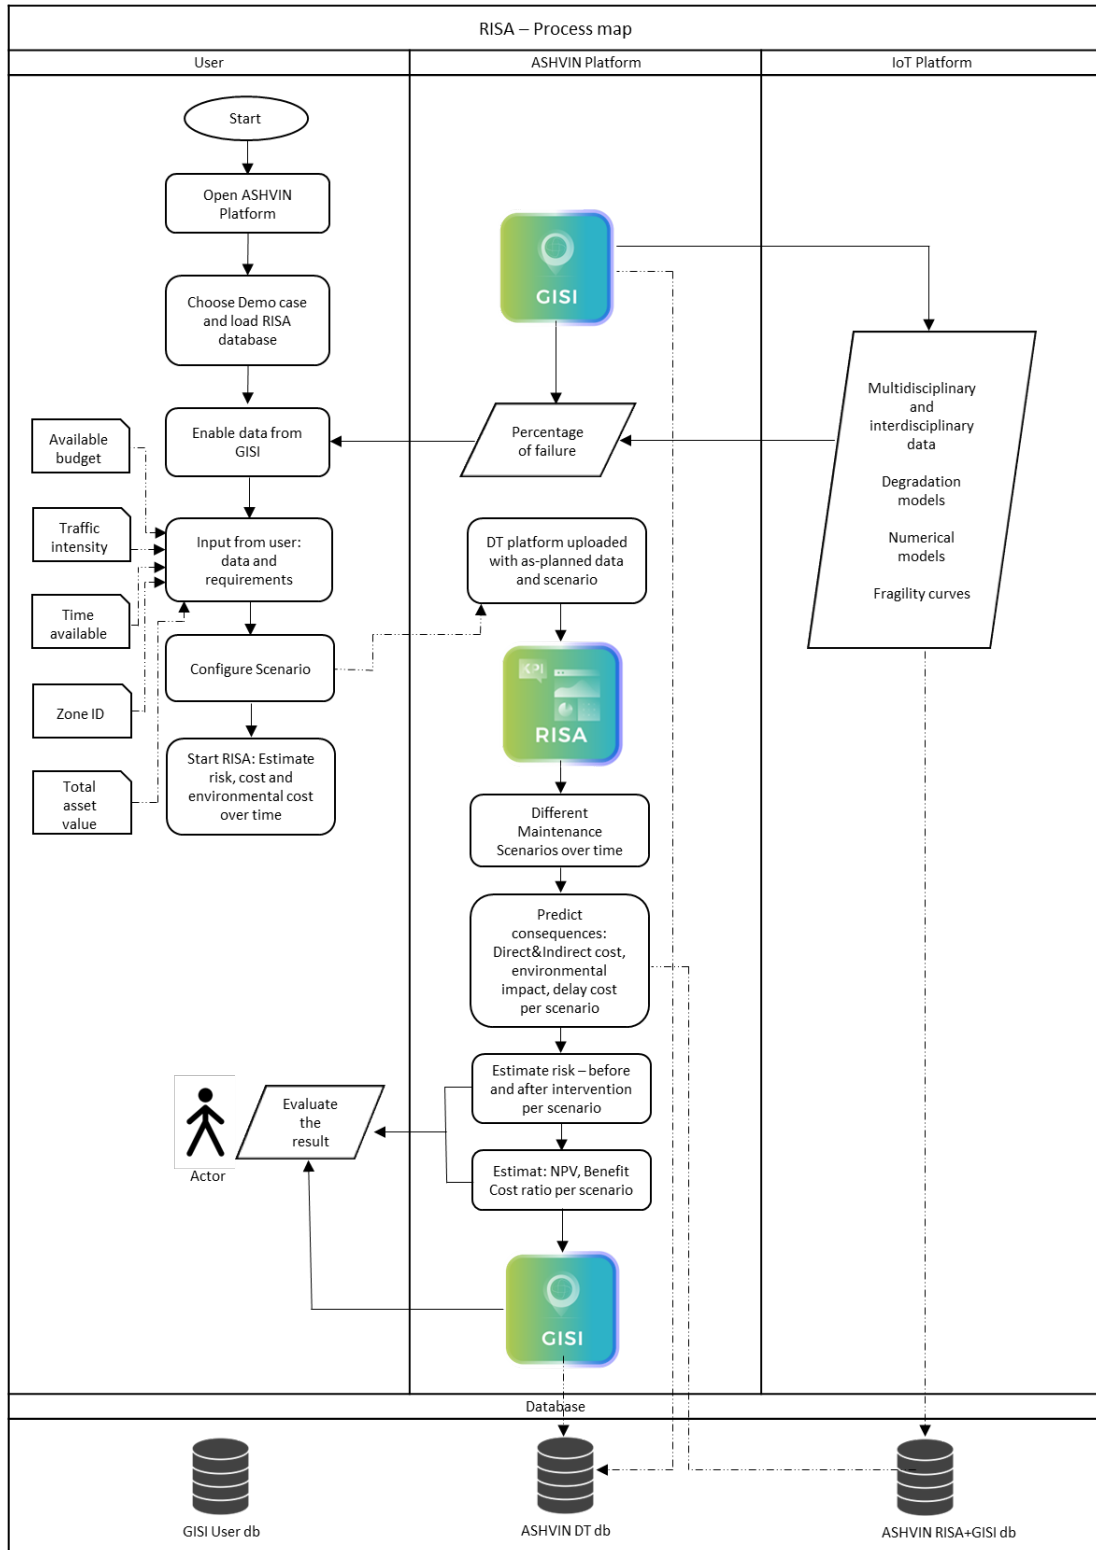 RISA – Process map
User
ASHVIN Platform
IoT Platform
Start
Open ASHVIN
Platform
Choose Demo case
and load RISA
database
Enable data from
GISI
Input from user:
data and
requirements
Configure Scenario
Start RISA: Estimate
risk, cost and
environmental cost
over time
Available
budget
Traffic
intensity
Time
available
Zone ID
Total
asset
value
Evaluate
the
result
Actor
GISI
Percentage
of failure
DT platform uploaded
with as-planned data
and scenario
KPI
RISA
Different
Maintenance
Scenarios over time
Predict
consequences:
Direct&Indirect cost,
environmental
impact, delay cost
per scenario
Estimate risk – before
and after intervention
per scenario
Estimat: NPV, Benefit
Cost ratio per scenario
GISI
Multidisciplinary
and
interdisciplinary
data
Degradation
models
Numerical
models
Fragility curves
Database
GISI User db
ASHVIN DT db
ASHVIN RISA+GISI db